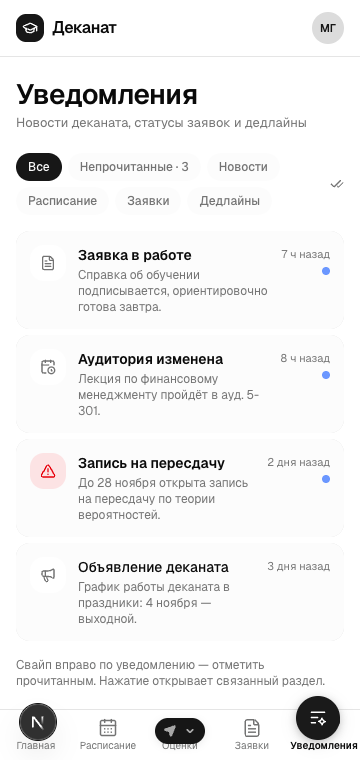 Деканат
МГ
Уведомления
Новости деканата, статусы заявок и дедлайны
Все
Непрочитанные · 3
Новости
Расписание
Заявки
Дедлайны
Заявка в работе
7 ч назад
Справка об обучении
подписывается, ориентировочно
готова завтра.
Аудитория изменена
8 ч назад
Лекция по финансовому
менеджменту пройдёт в ауд. 5-
301.
Запись на пересдачу
2 дня назад
До 28 ноября открыта запись
на пересдачу по теории
вероятностей.
Объявление деканата
3 дня назад
График работы деканата в
праздники: 4 ноября —
выходной.
Свайп вправо по уведомлению — отметить
прочитанным. Нажатие открывает связанный раздел.
N
Главная
Расписание
Оценки
Заявки
Уведомления